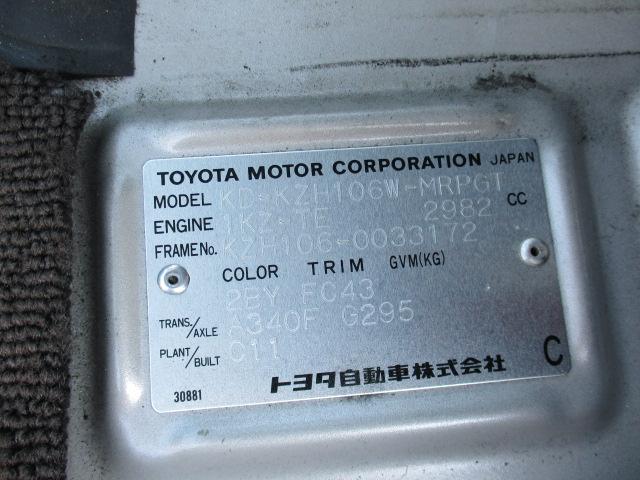 TOYOTA MOTOR CORPORATION JAPAN
MODEL KD-KZH106W-MRPGT
ENGINE 1KZ-TE 2982 CC
FRAME No. KZH106-0033172
COLOR TRIM GVM(KG)
2BY FC43
TRANS./AXLE A340F G295
PLANT/BUILT C11
トヨタ自動車株式会社 C
30881